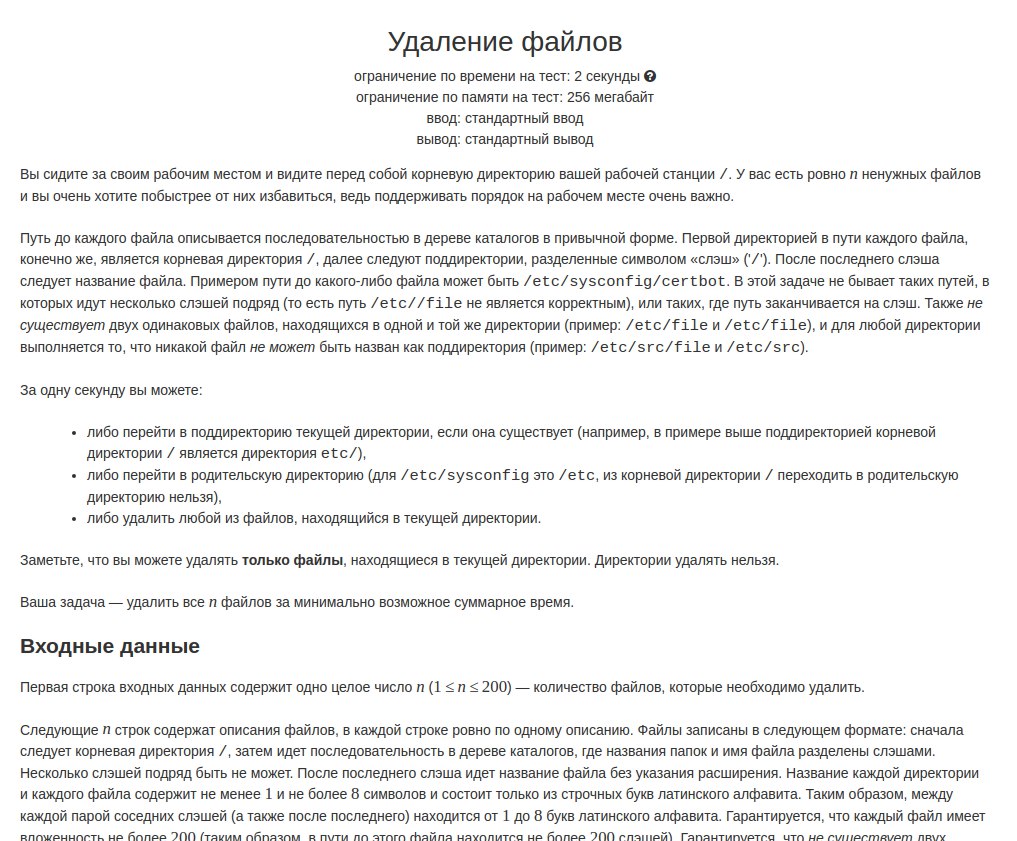 Удаление файлов
ограничение по времени на тест: 2 секунды
ограничение по памяти на тест: 256 мегабайт
ввод: стандартный ввод
вывод: стандартный вывод
Вы сидите за своим рабочим местом и видите перед собой корневую директорию вашей рабочей станции /. У вас есть ровно n ненужных файлов
и вы очень хотите побыстрее от них избавиться, ведь поддерживать порядок на рабочем месте очень важно.
Путь до каждого файла описывается последовательностью в дереве каталогов в привычной форме. Первой директорией в пути каждого файла,
конечно же, является корневая директория /, далее следуют поддиректории, разделенные символом «слэш» ('/'). После последнего слэша
следует название файла. Примером пути до какого-либо файла может быть /etc/sysconfig/certbot. В этой задаче не бывает таких путей, в
которых идут несколько слэшей подряд (то есть путь /etc//file не является корректным), или таких, где путь заканчивается на слэш. Также не
существует двух одинаковых файлов, находящихся в одной и той же директории (пример: /etc/file и /etc/file), и для любой директории
выполняется то, что никакой файл не может быть назван как поддиректория (пример: /etc/src/file и /etc/src).
За одну секунду вы можете:
• либо перейти в поддиректорию текущей директории, если она существует (например, в примере выше поддиректорией корневой
директории / является директория etc/),
• либо перейти в родительскую директорию (для /etc/sysconfig это /etc, из корневой директории / переходить в родительскую
директорию нельзя),
• либо удалить любой из файлов, находящийся в текущей директории.
Заметьте, что вы можете удалять только файлы, находящиеся в текущей директории. Директории удалять нельзя.
Ваша задача — удалить все n файлов за минимально возможное суммарное время.
Входные данные
Первая строка входных данных содержит одно целое число n (1 ≤ n ≤ 200) — количество файлов, которые необходимо удалить.
Следующие n строк содержат описания файлов, в каждой строке ровно по одному описанию. Файлы записаны в следующем формате: сначала
следует корневая директория /, затем идет последовательность в дереве каталогов, где названия папок и имя файла разделены слэшами.
Несколько слэшей подряд быть не может. После последнего слэша идет название файла без указания расширения. Название каждой директории
и каждого файла содержит не менее 1 и не более 8 символов и состоит только из строчных букв латинского алфавита. Таким образом, между
каждой парой соседних слэшей (а также после последнего) находится от 1 до 8 букв латинского алфавита. Гарантируется, что каждый файл имеет
вложенность не более 200 (таким образом, в пути до этого файла находится не более 200 слэшей). Гарантируется, что не существует двух